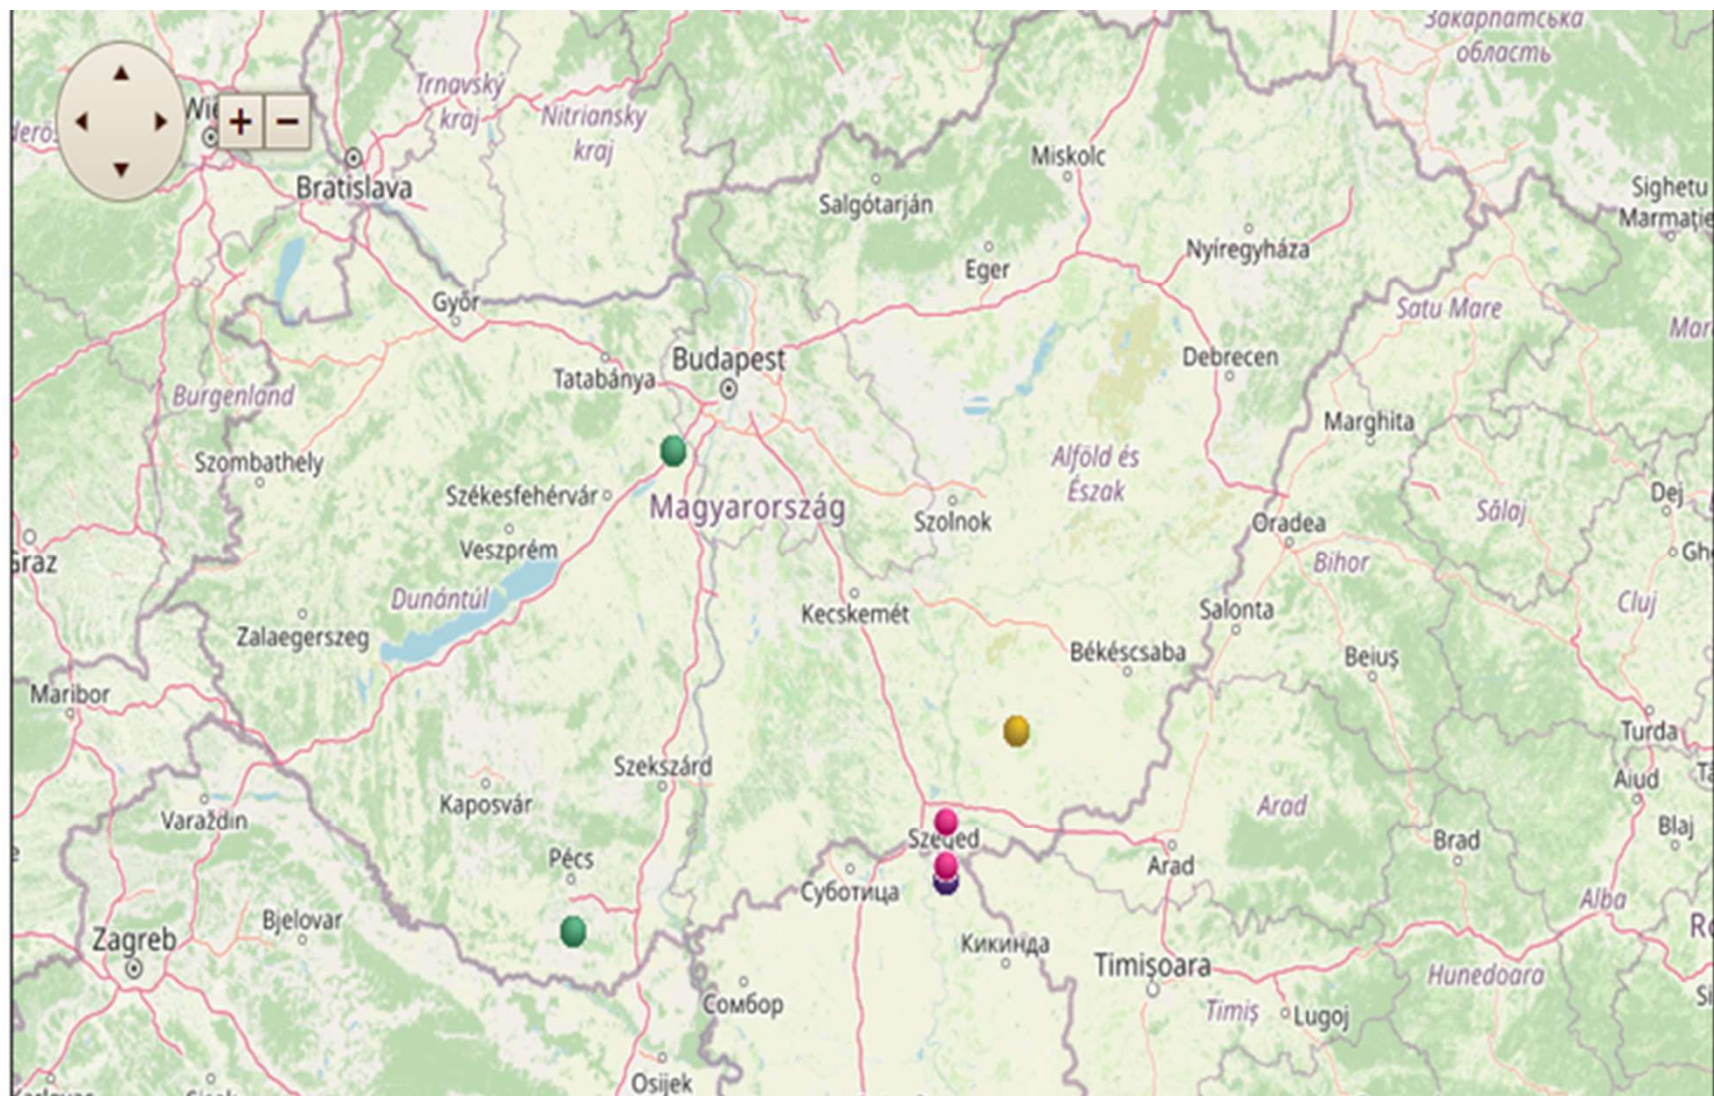 Закарпатська
область
Trnavský
kraj
Nitriansky
kraj
+ −
Bratislava
Miskolc
Salgótarján
Sighetu
Eger
Nyíregyháza
Győr
Satu Mare
Budapest
Tatabánya
Debrecen
Burgenland
Marghita
Szombathely
Alföld és
Észak
Székesfehérvár
Magyarország
Dej
Sălaj
Szolnok
Oradea
Veszprém
Bihor
Dunántúl
Kecskemét
Salonta
Cluj
Zalaegerszeg
Békéscsaba
Beiuș
Maribor
Turda
Szekszárd
Aiud
Kaposvár
Arad
Varaždin
Szeged
Brad
Blaj
Pécs
Arad
Суботица
Alba
Bjelovar
Zagreb
Кикинда
Timișoara
Hunedoara
Сомбор
Timiș
Lugoj
Osijek